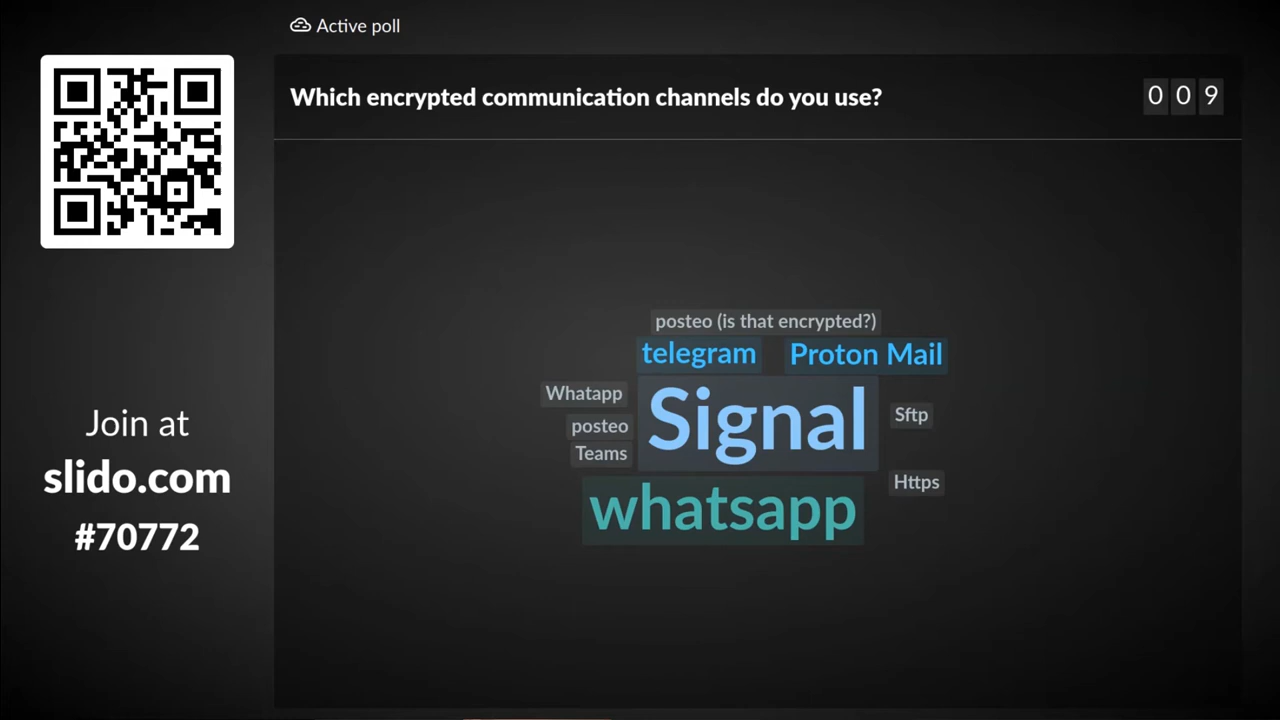 Active poll
Which encrypted communication channels do you use?
009
posteo (is that encrypted?)
telegram
Proton Mail
Whatapp
Signal
Sftp
posteo
Teams
Https
whatsapp
Join at
slido.com
#70772